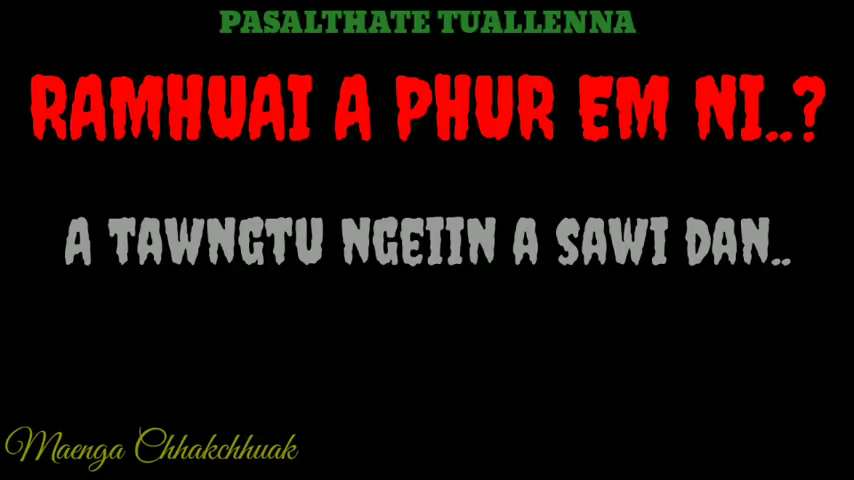 PASALTHATE TUALLENNA
RAMHUAI A PHUR EM NI..?
A TAWNGTU NGEIIN A SAWI DAN..
Maenga Chhakchhuak